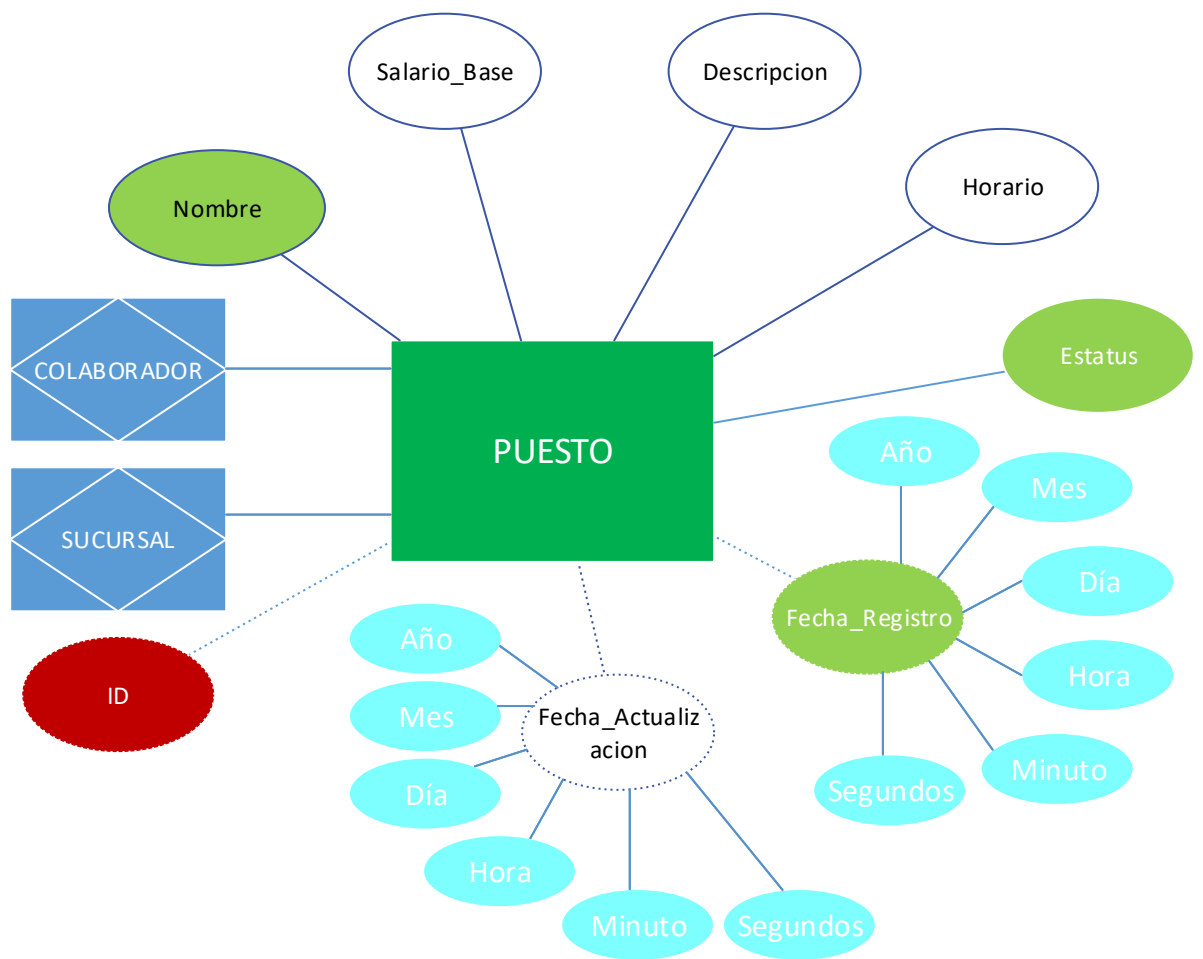 Salario_Base
Descripcion
Horario
Nombre
COLABORADOR
Estatus
PUESTO
Año
Mes
SUCURSAL
Día
Fecha_Registro
Año
Hora
ID
Mes
Fecha_Actualiz
acion
Minuto
Día
Segundos
Hora
Minuto
Segundos